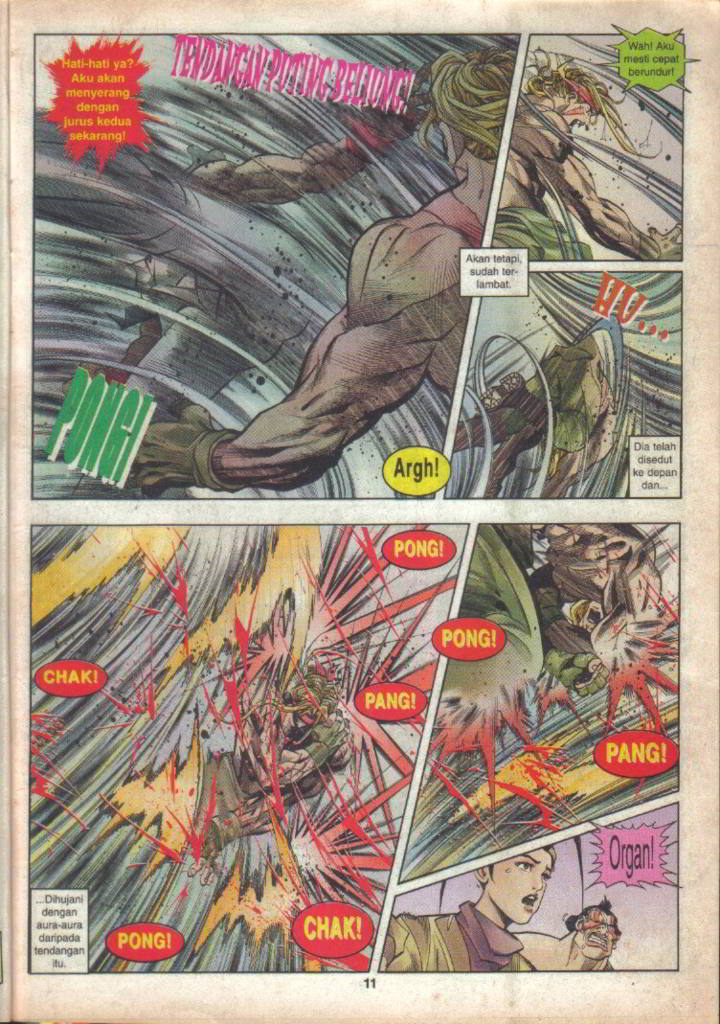 Hati-hati ya?
Aku akan
menyerang
dengan
jurus kedua
sekarang!
TENDANGAN PUTING BELIUNG!
Wah! Aku
mesti cepat
berundur!
Akan tetapi,
sudah ter-
lambat.
HU...
PONG!
Argh!
Dia telah
disedut
ke depan
dan...
PONG!
CHAK!
PANG!
...Dihujani
dengan
aura-aura
daripada
tendangan
itu.
PONG!
CHAK!
PONG!
PANG!
Organ!
11